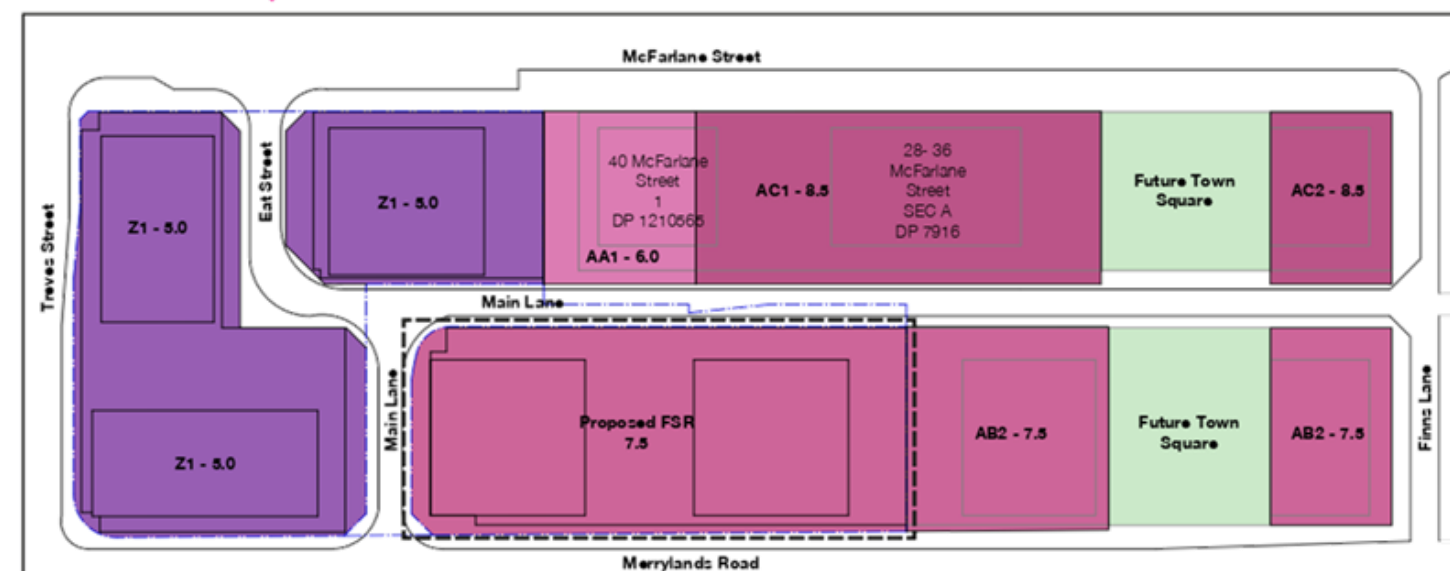 McFarlane Street
Treves Street
Eat Street
Z1 - 5.0
Z1 - 5.0
40 McFarlane
Street
1
DP 1210565
AA1 - 6.0
AC1 - 8.5
28- 36
McFarlane
Street
SEC A
DP 7916
Future Town
Square
AC2 - 8.5
Main Lane
Main Lane
Z1 - 5.0
Proposed FSR
7.5
AB2 - 7.5
Future Town
Square
AB2 - 7.5
Finns Lane
Merrylands Road